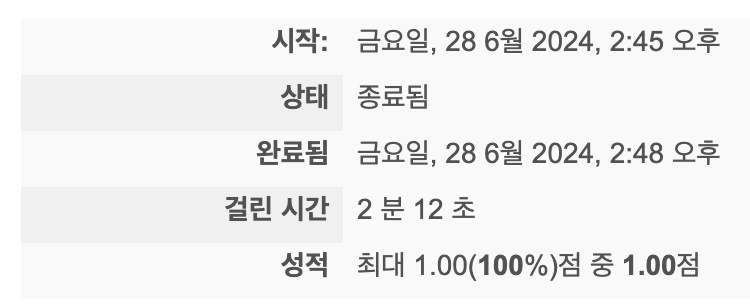 시작: 금요일, 28 6월 2024, 2:45 오후
상태 종료됨
완료됨 금요일, 28 6월 2024, 2:48 오후
걸린 시간 2 분 12 초
성적 최대 1.00(100%)점 중 1.00점